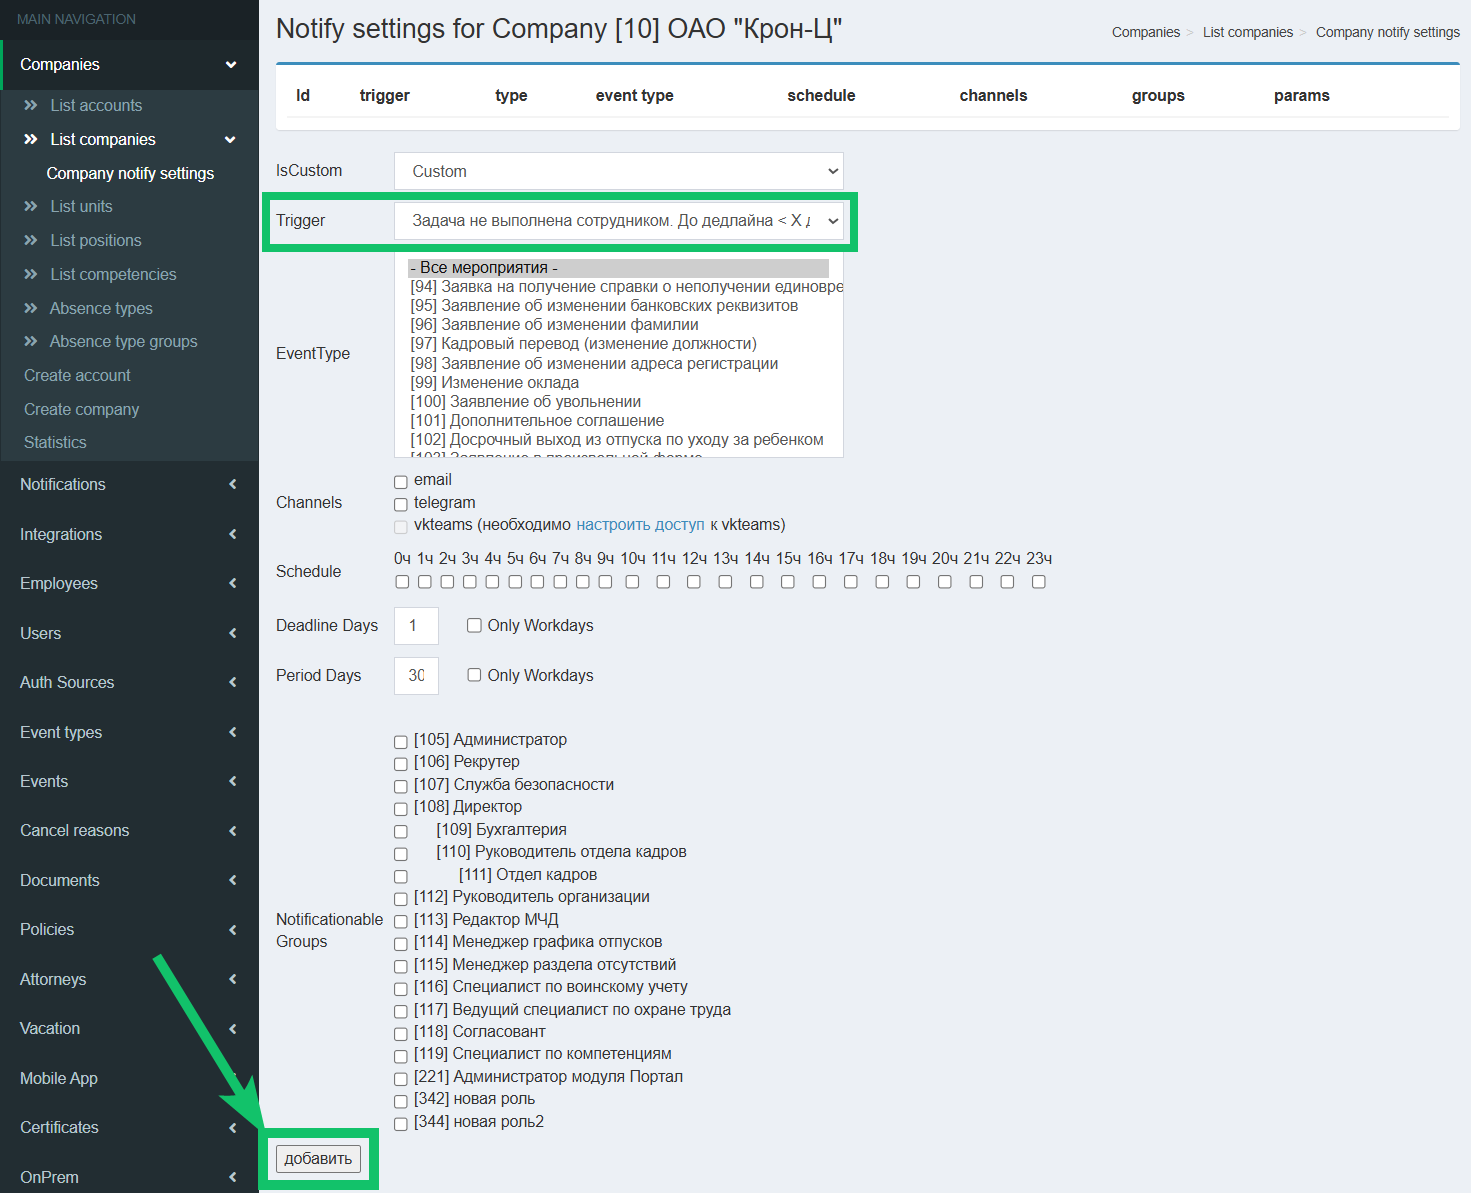 MAIN NAVIGATION
Companies
List accounts
List companies
Company notify settings
List units
List positions
List competencies
Absence types
Absence type groups
Create account
Create company
Statistics
Notifications
Integrations
Employees
Users
Auth Sources
Event types
Events
Cancel reasons
Documents
Policies
Attorneys
Vacation
Mobile App
Certificates
OnPrem
Notify settings for Company [10] ОАО "Крон-Ц"
Companies > List companies > Company notify settings
Id trigger type event type schedule channels groups params
IsCustom Custom
Trigger Задача не выполнена сотрудником. До дедлайна < X
EventType
- Все мероприятия -
[94] Заявка на получение справки о неполучении единовре
[95] Заявление об изменении банковских реквизитов
[96] Заявление об изменении фамилии
[97] Кадровый перевод (изменение должности)
[98] Заявление об изменении адреса регистрации
[99] Изменение оклада
[100] Заявление об увольнении
[101] Дополнительное соглашение
[102] Досрочный выход из отпуска по уходу за ребенком
Channels
email
telegram
vkteams (необходимо настроить доступ к vkteams)
Schedule
0ч 1ч 2ч 3ч 4ч 5ч 6ч 7ч 8ч 9ч 10ч 11ч 12ч 13ч 14ч 15ч 16ч 17ч 18ч 19ч 20ч 21ч 22ч 23ч
Deadline Days 1 Only Workdays
Period Days 30 Only Workdays
Notificationable
Groups
[105] Администратор
[106] Рекрутер
[107] Служба безопасности
[108] Директор
[109] Бухгалтерия
[110] Руководитель отдела кадров
[111] Отдел кадров
[112] Руководитель организации
[113] Редактор МЧД
[114] Менеджер графика отпусков
[115] Менеджер раздела отсутствий
[116] Специалист по воинскому учету
[117] Ведущий специалист по охране труда
[118] Согласовант
[119] Специалист по компетенциям
[221] Администратор модуля Портал
[342] новая роль
[344] новая роль2
добавить